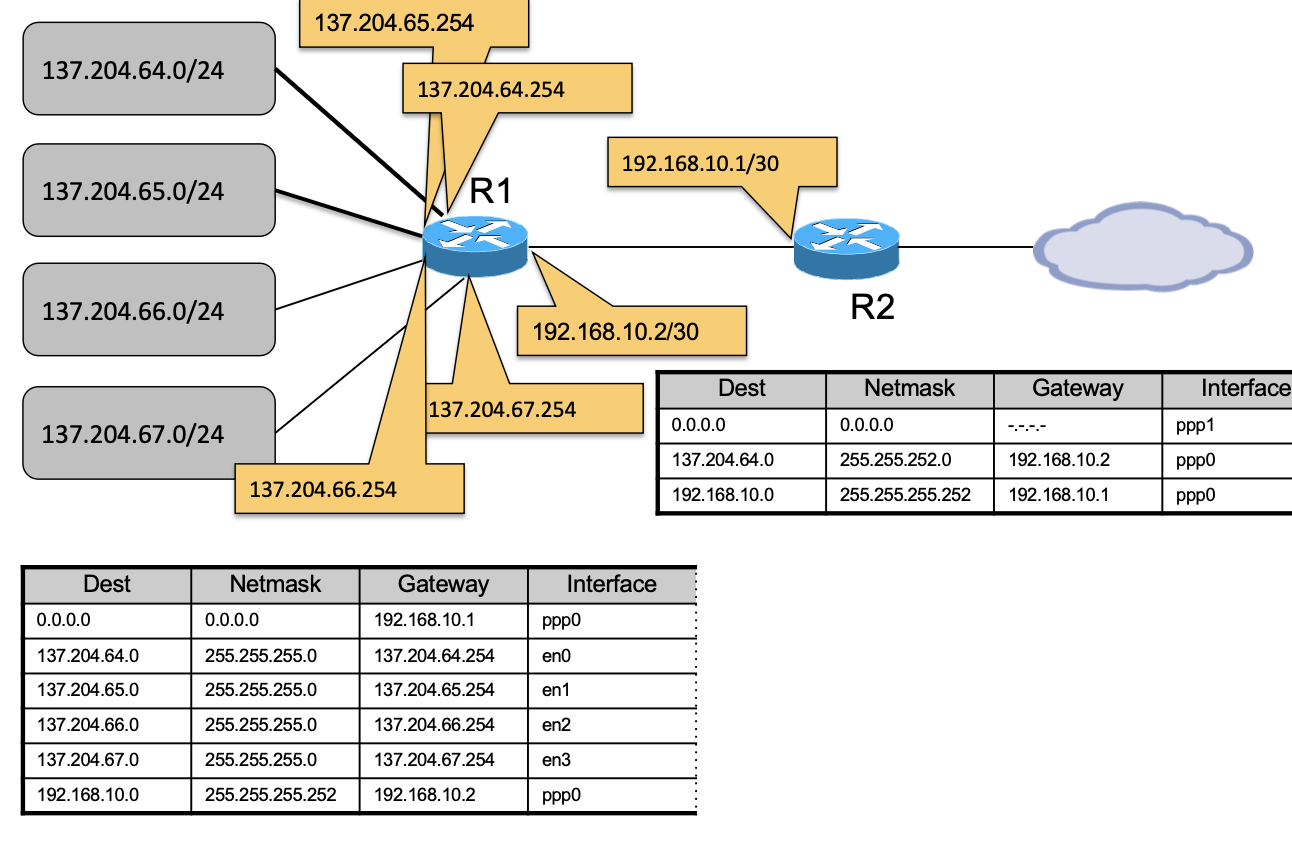 137.204.65.254
137.204.64.0/24
137.204.64.254
192.168.10.1/30
137.204.65.0/24
R1
137.204.66.0/24
R2
192.168.10.2/30
137.204.67.0/24
137.204.67.254
137.204.66.254
Dest Netmask Gateway Interface
0.0.0.0 0.0.0.0 -.-.-.- ppp1
137.204.64.0 255.255.252.0 192.168.10.2 ppp0
192.168.10.0 255.255.255.252 192.168.10.1 ppp0
Dest Netmask Gateway Interface
0.0.0.0 0.0.0.0 192.168.10.1 ppp0
137.204.64.0 255.255.255.0 137.204.64.254 en0
137.204.65.0 255.255.255.0 137.204.65.254 en1
137.204.66.0 255.255.255.0 137.204.66.254 en2
137.204.67.0 255.255.255.0 137.204.67.254 en3
192.168.10.0 255.255.255.252 192.168.10.2 ppp0